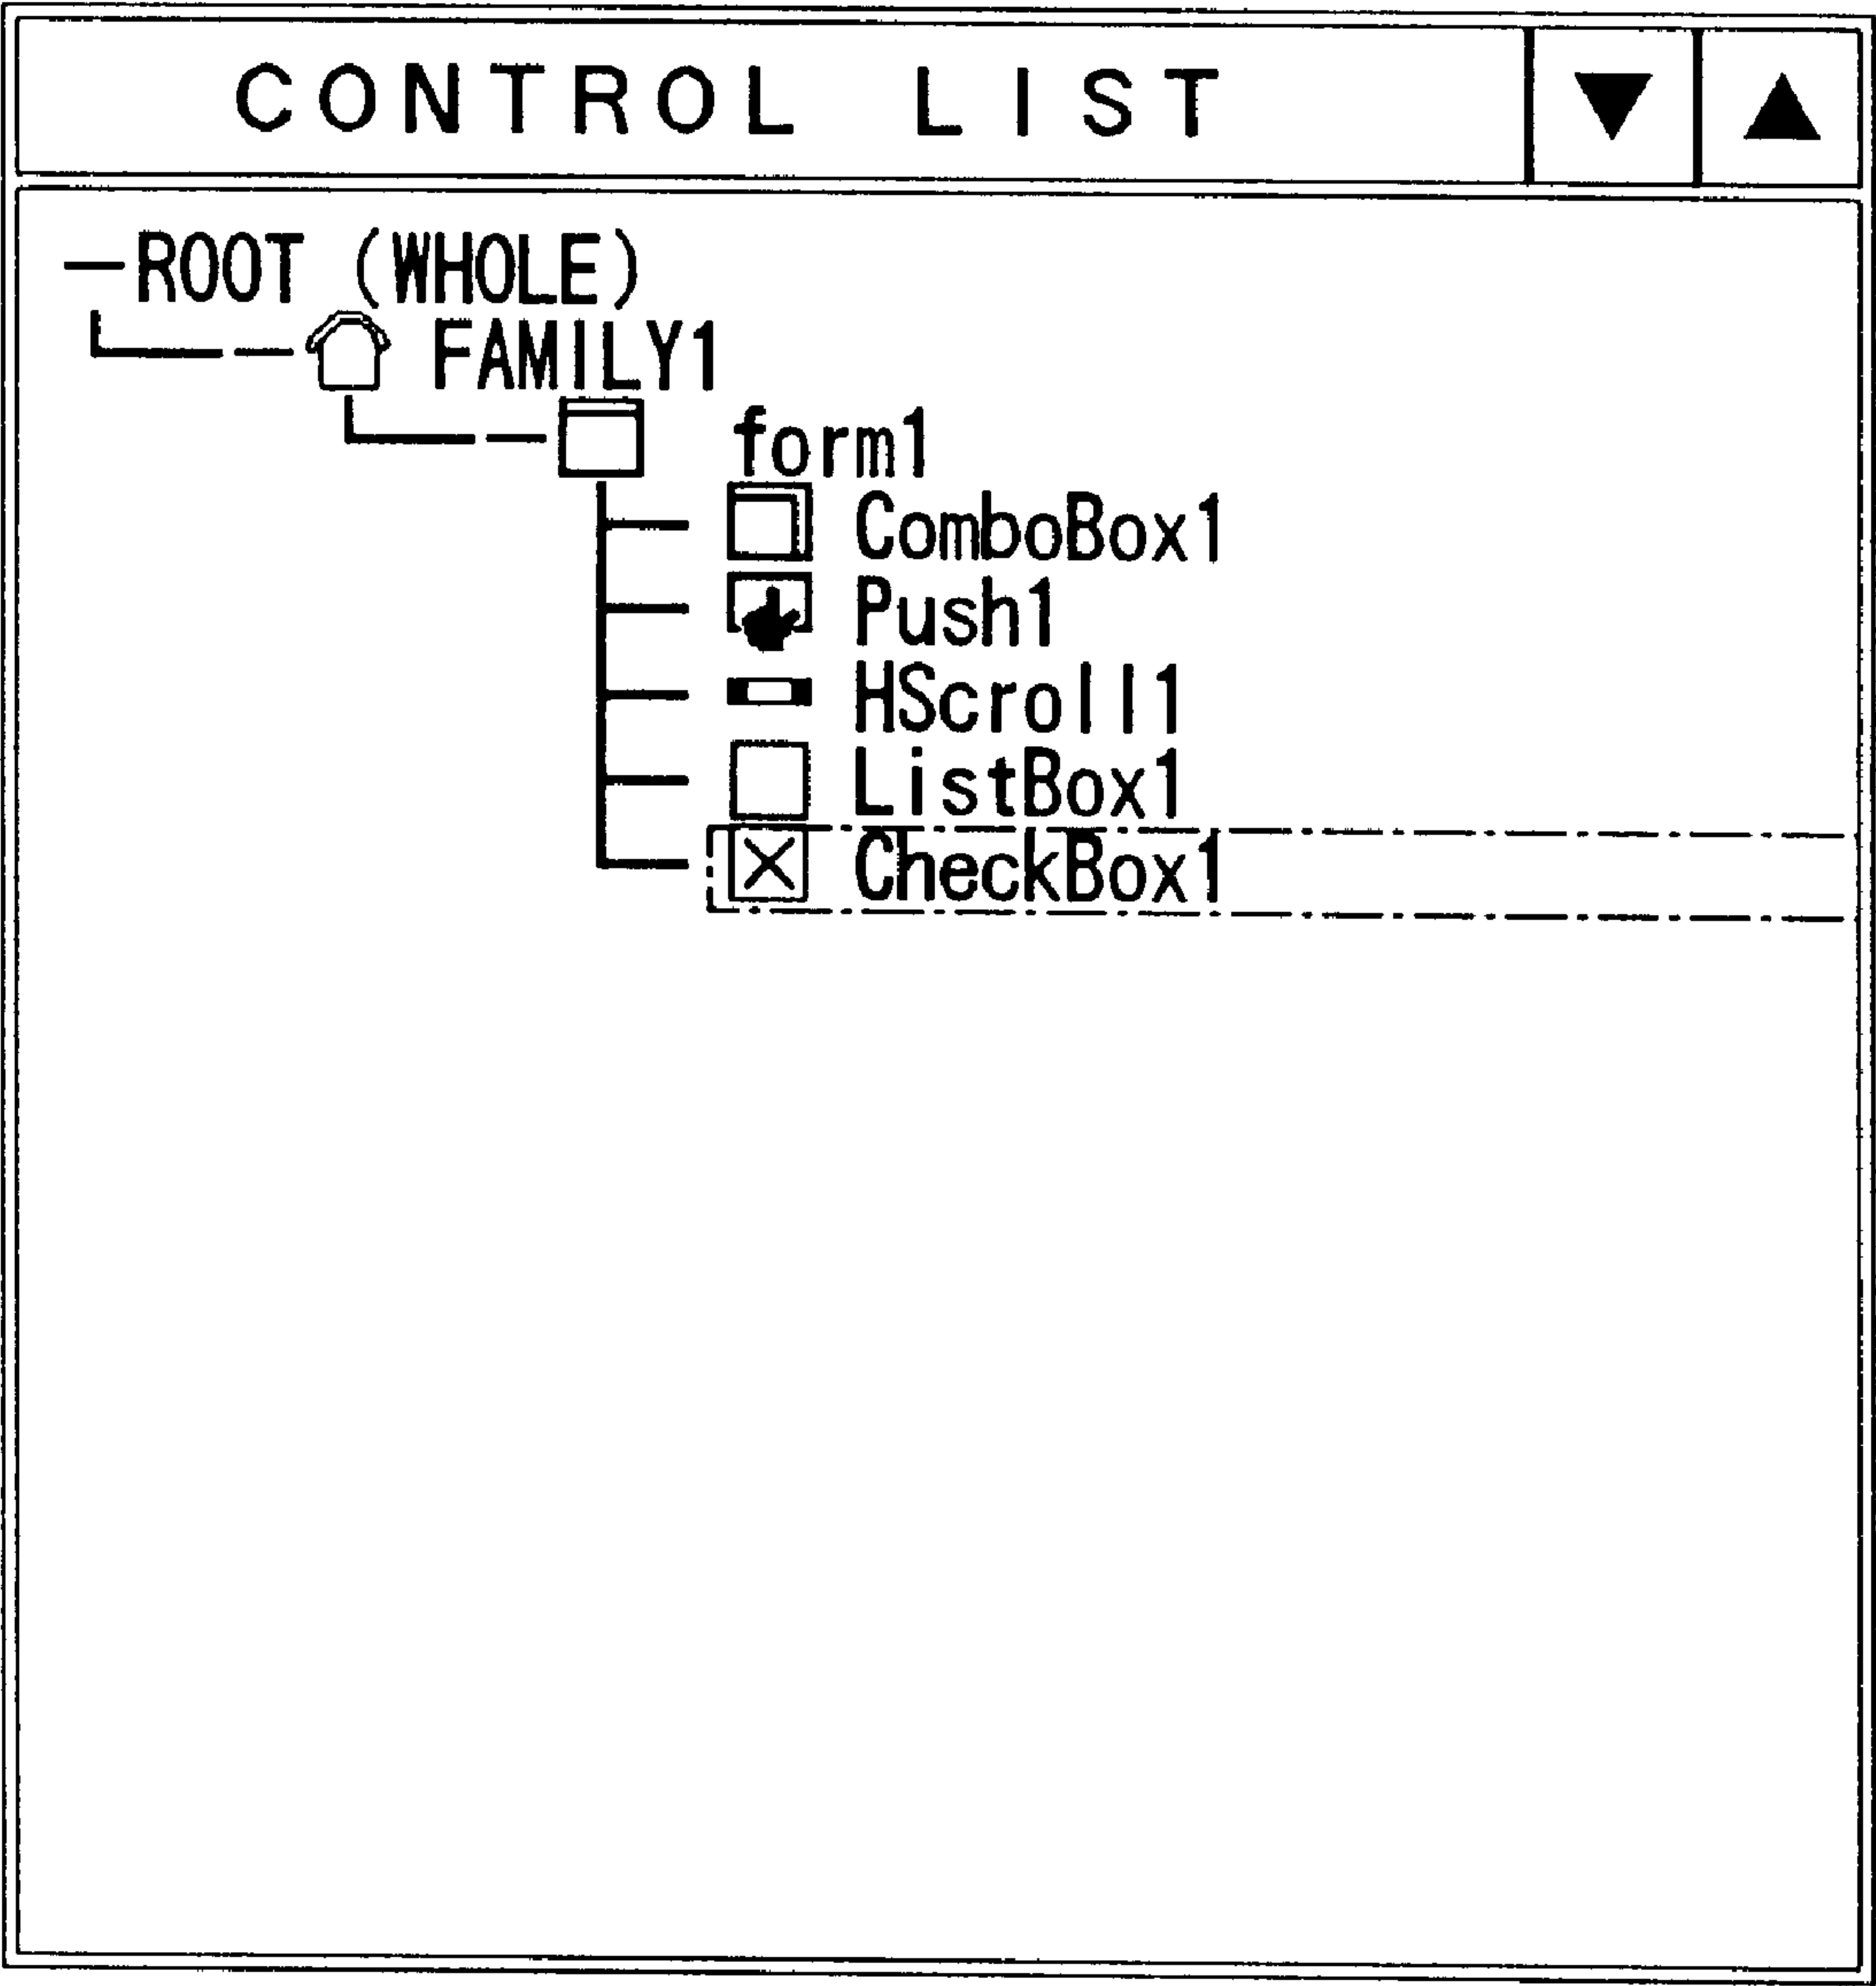 CONTROL LIST
ROOT (WHOLE)
FAMILY1
form1
ComboBox1
Push1
HScroll1
ListBox1
CheckBox1